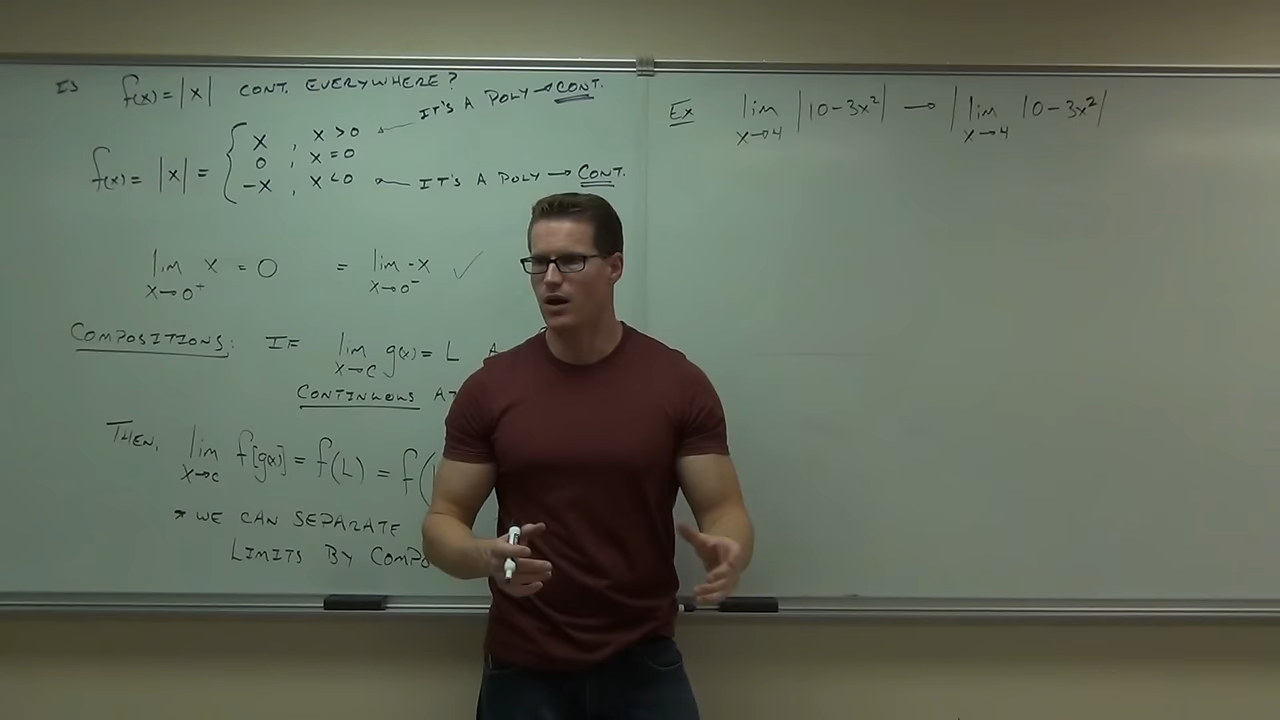 IS f(x) = |x| CONT. EVERYWHERE?
IT'S A POLY → CONT.
f(x) = |x| = { x , x > 0
0 , x = 0
-x , x < 0 ← IT'S A POLY → CONT.
lim x = 0 = lim -x ✓
x→0⁺ x→0⁻
COMPOSITIONS: IF lim g(x) = L
x→c
CONTINUOUS AT
THEN, lim f[g(x)] = f(L) = f(
x→c
* WE CAN SEPARATE
LIMITS BY
Ex lim |10-3x²| → |lim 10-3x²|
x→4 x→4